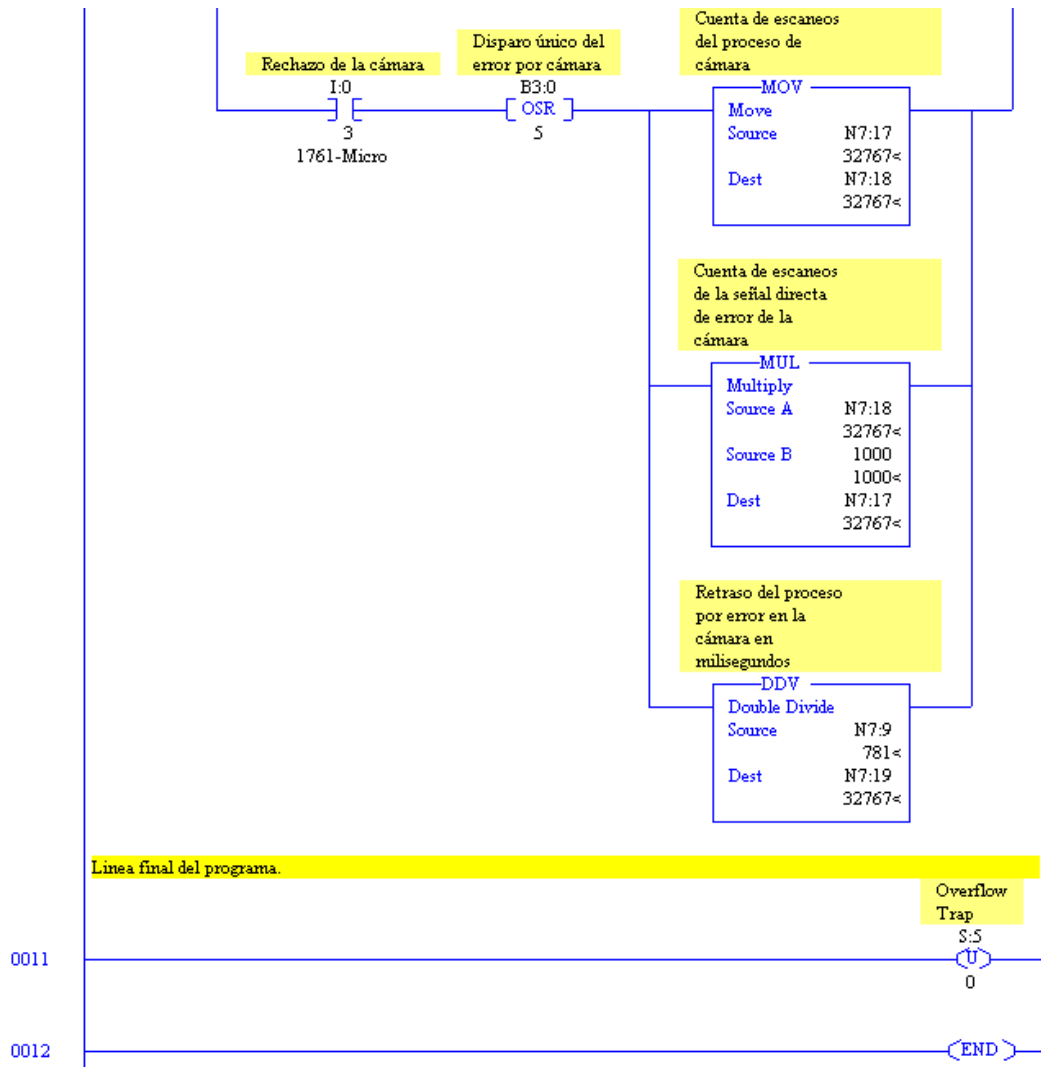 Cuenta de escaneos
del proceso de
cámara
Disparo único del
error por cámara
Rechazo de la cámara
I:0
3
1761-Micro
B3:0
OSR
5
MOV
Move
Source N7:17
32767<
Dest N7:18
32767<
Cuenta de escaneos
de la señal directa
de error de la
cámara
MUL
Multiply
Source A N7:18
32767<
Source B 1000
1000<
Dest N7:17
32767<
Retraso del proceso
por error en la
cámara en
milisegundos
DDV
Double Divide
Source N7:9
781<
Dest N7:19
32767<
Linea final del programa.
Overflow
Trap
S:5
0011
U
0
0012
END